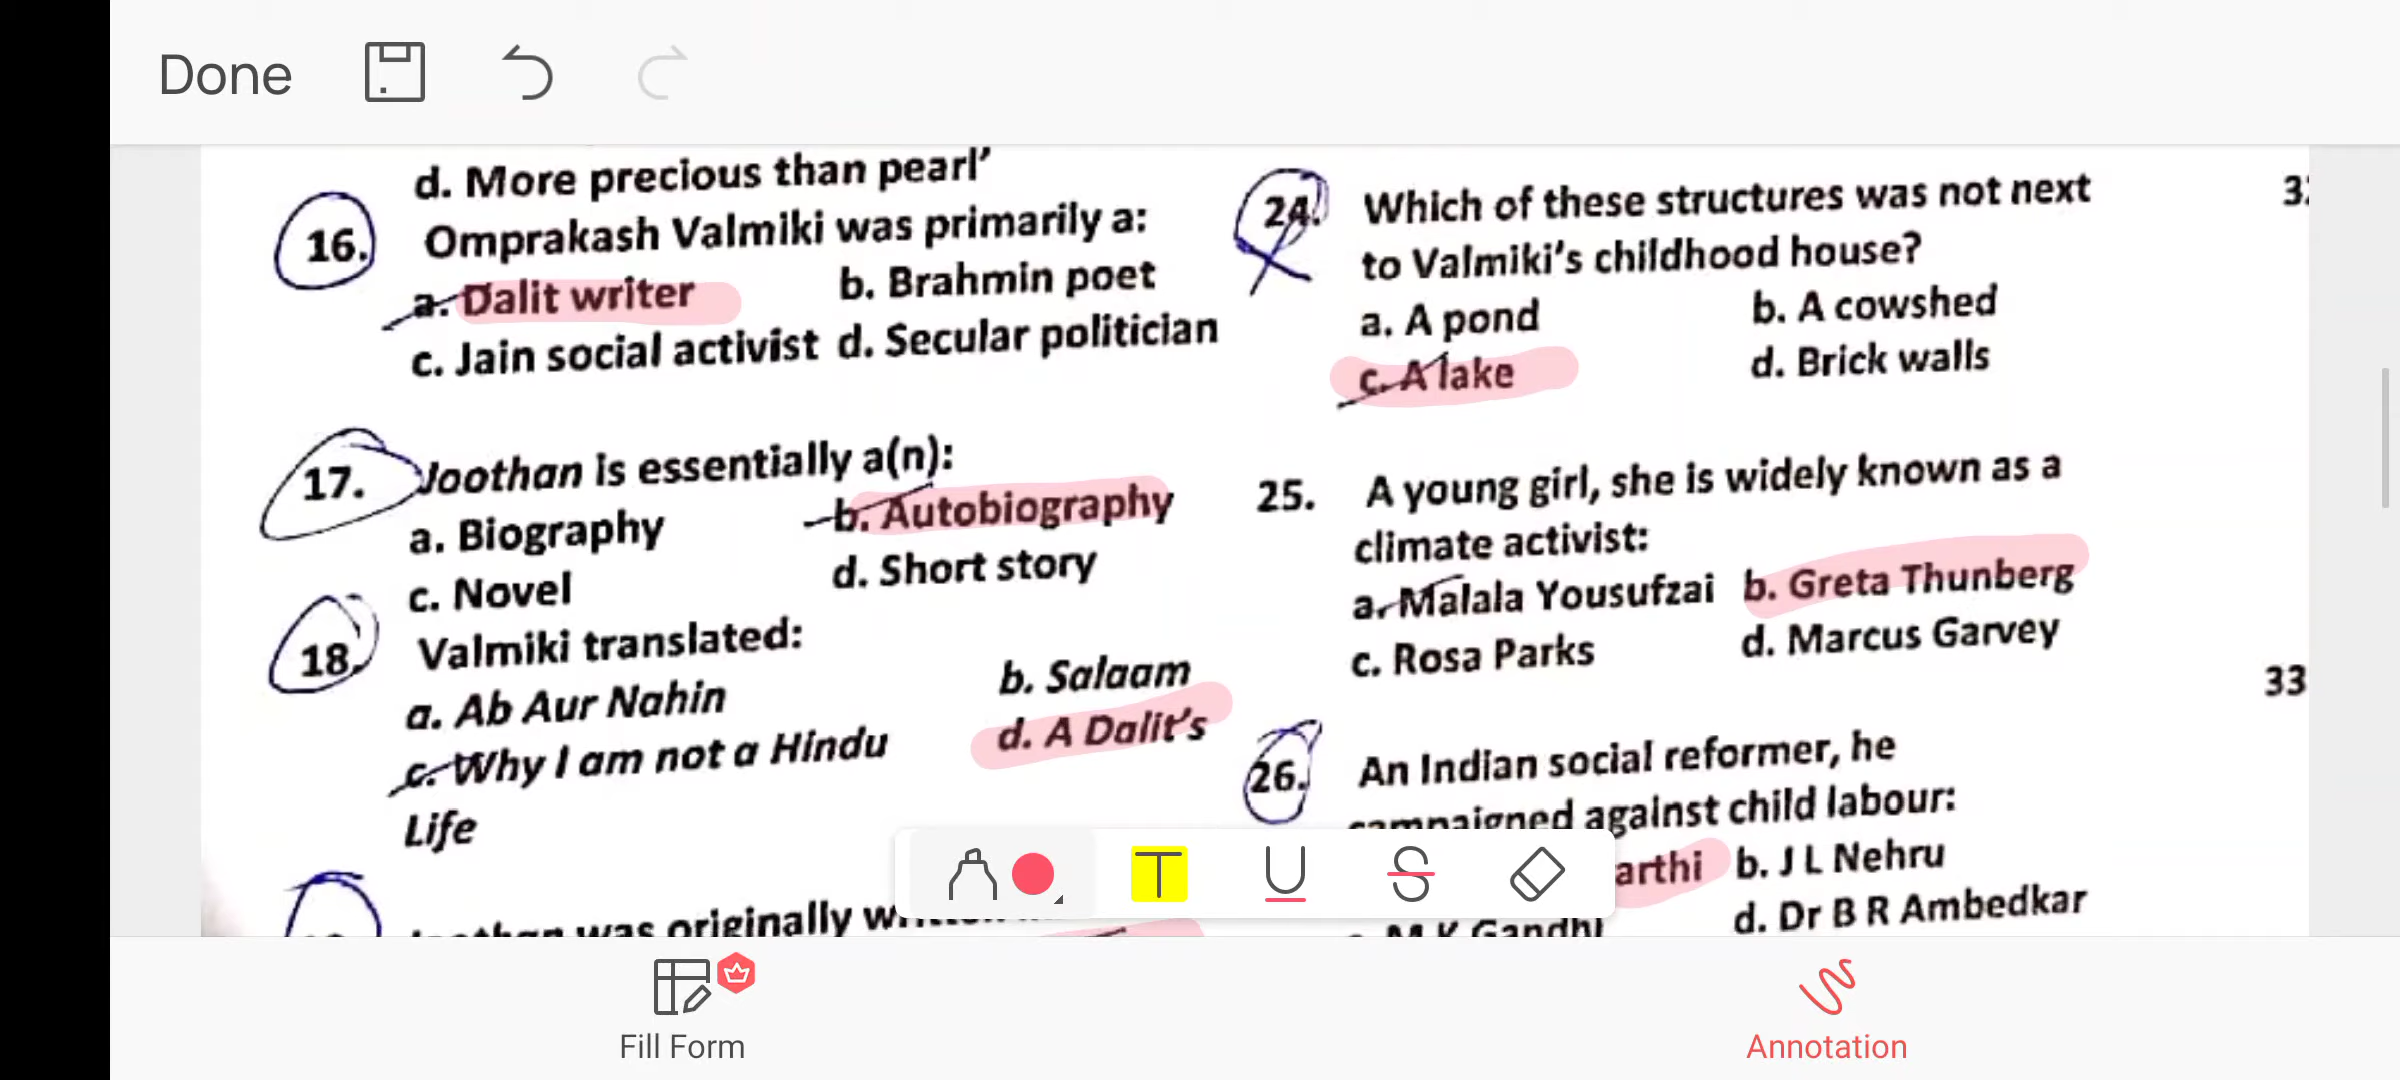 Done
d. More precious than pearl'
16. Omprakash Valmiki was primarily a:
a. Dalit writer b. Brahmin poet
c. Jain social activist d. Secular politician
17. Joothan is essentially a(n):
a. Biography b. Autobiography
c. Novel d. Short story
18. Valmiki translated:
a. Ab Aur Nahin b. Salaam
c. Why I am not a Hindu d. A Dalit's
Life
was originally
24. Which of these structures was not next
to Valmiki's childhood house?
a. A pond b. A cowshed
c. A lake d. Brick walls
25. A young girl, she is widely known as a
climate activist:
a. Malala Yousufzai b. Greta Thunberg
c. Rosa Parks d. Marcus Garvey
26. An Indian social reformer, he
campaigned against child labour:
arthi b. J L Nehru
M K Gandhi d. Dr B R Ambedkar
33
T U S
Fill Form
Annotation